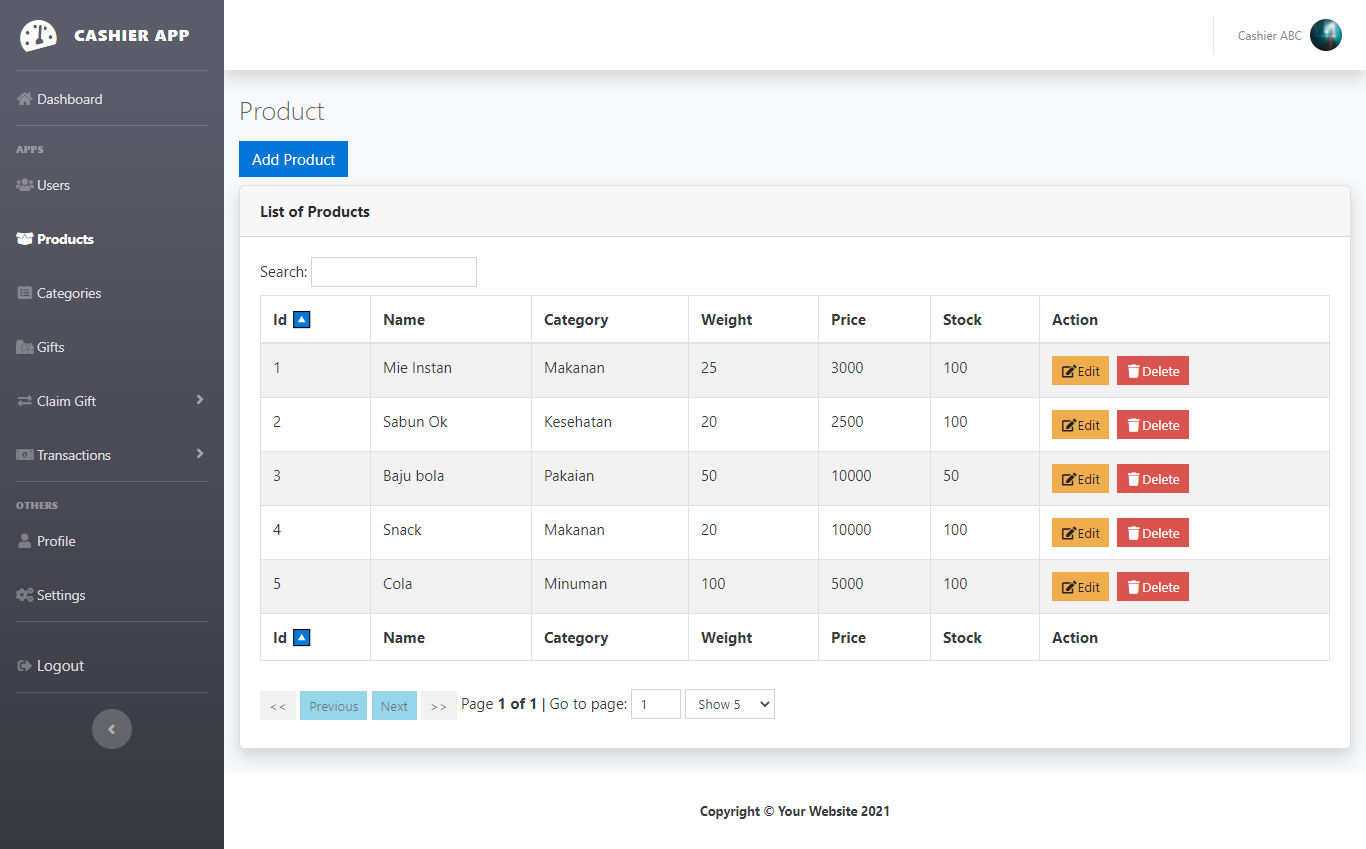 CASHIER APP
Cashier ABC
Dashboard
APPS
Users
Products
Categories
Gifts
Claim Gift
Transactions
OTHERS
Profile
Settings
Logout
Product
Add Product
List of Products
Search:
Id 🔼 Name Category Weight Price Stock Action
1 Mie Instan Makanan 25 3000 100 Edit Delete
2 Sabun Ok Kesehatan 20 2500 100 Edit Delete
3 Baju bola Pakaian 50 10000 50 Edit Delete
4 Snack Makanan 20 10000 100 Edit Delete
5 Cola Minuman 100 5000 100 Edit Delete
Id 🔼 Name Category Weight Price Stock Action
<< Previous Next >> Page 1 of 1 | Go to page: 1 Show 5
Copyright © Your Website 2021